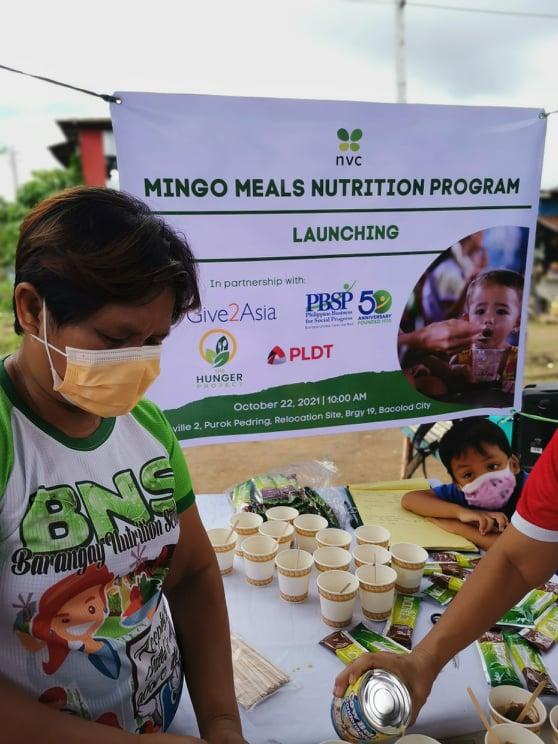 nvc
MINGO MEALS NUTRITION PROGRAM
LAUNCHING
In partnership with:
Give2Asia
PBSP
Philippine Business
for Social Progress
50
ANNIVERSARY
THE
HUNGER
PROJECT
PLDT
October 22, 2021 | 10:00 AM
ville 2, Purok Pedring, Relocation Site, Brgy 19, Bacolod City
BNS
Barangay Nutrition